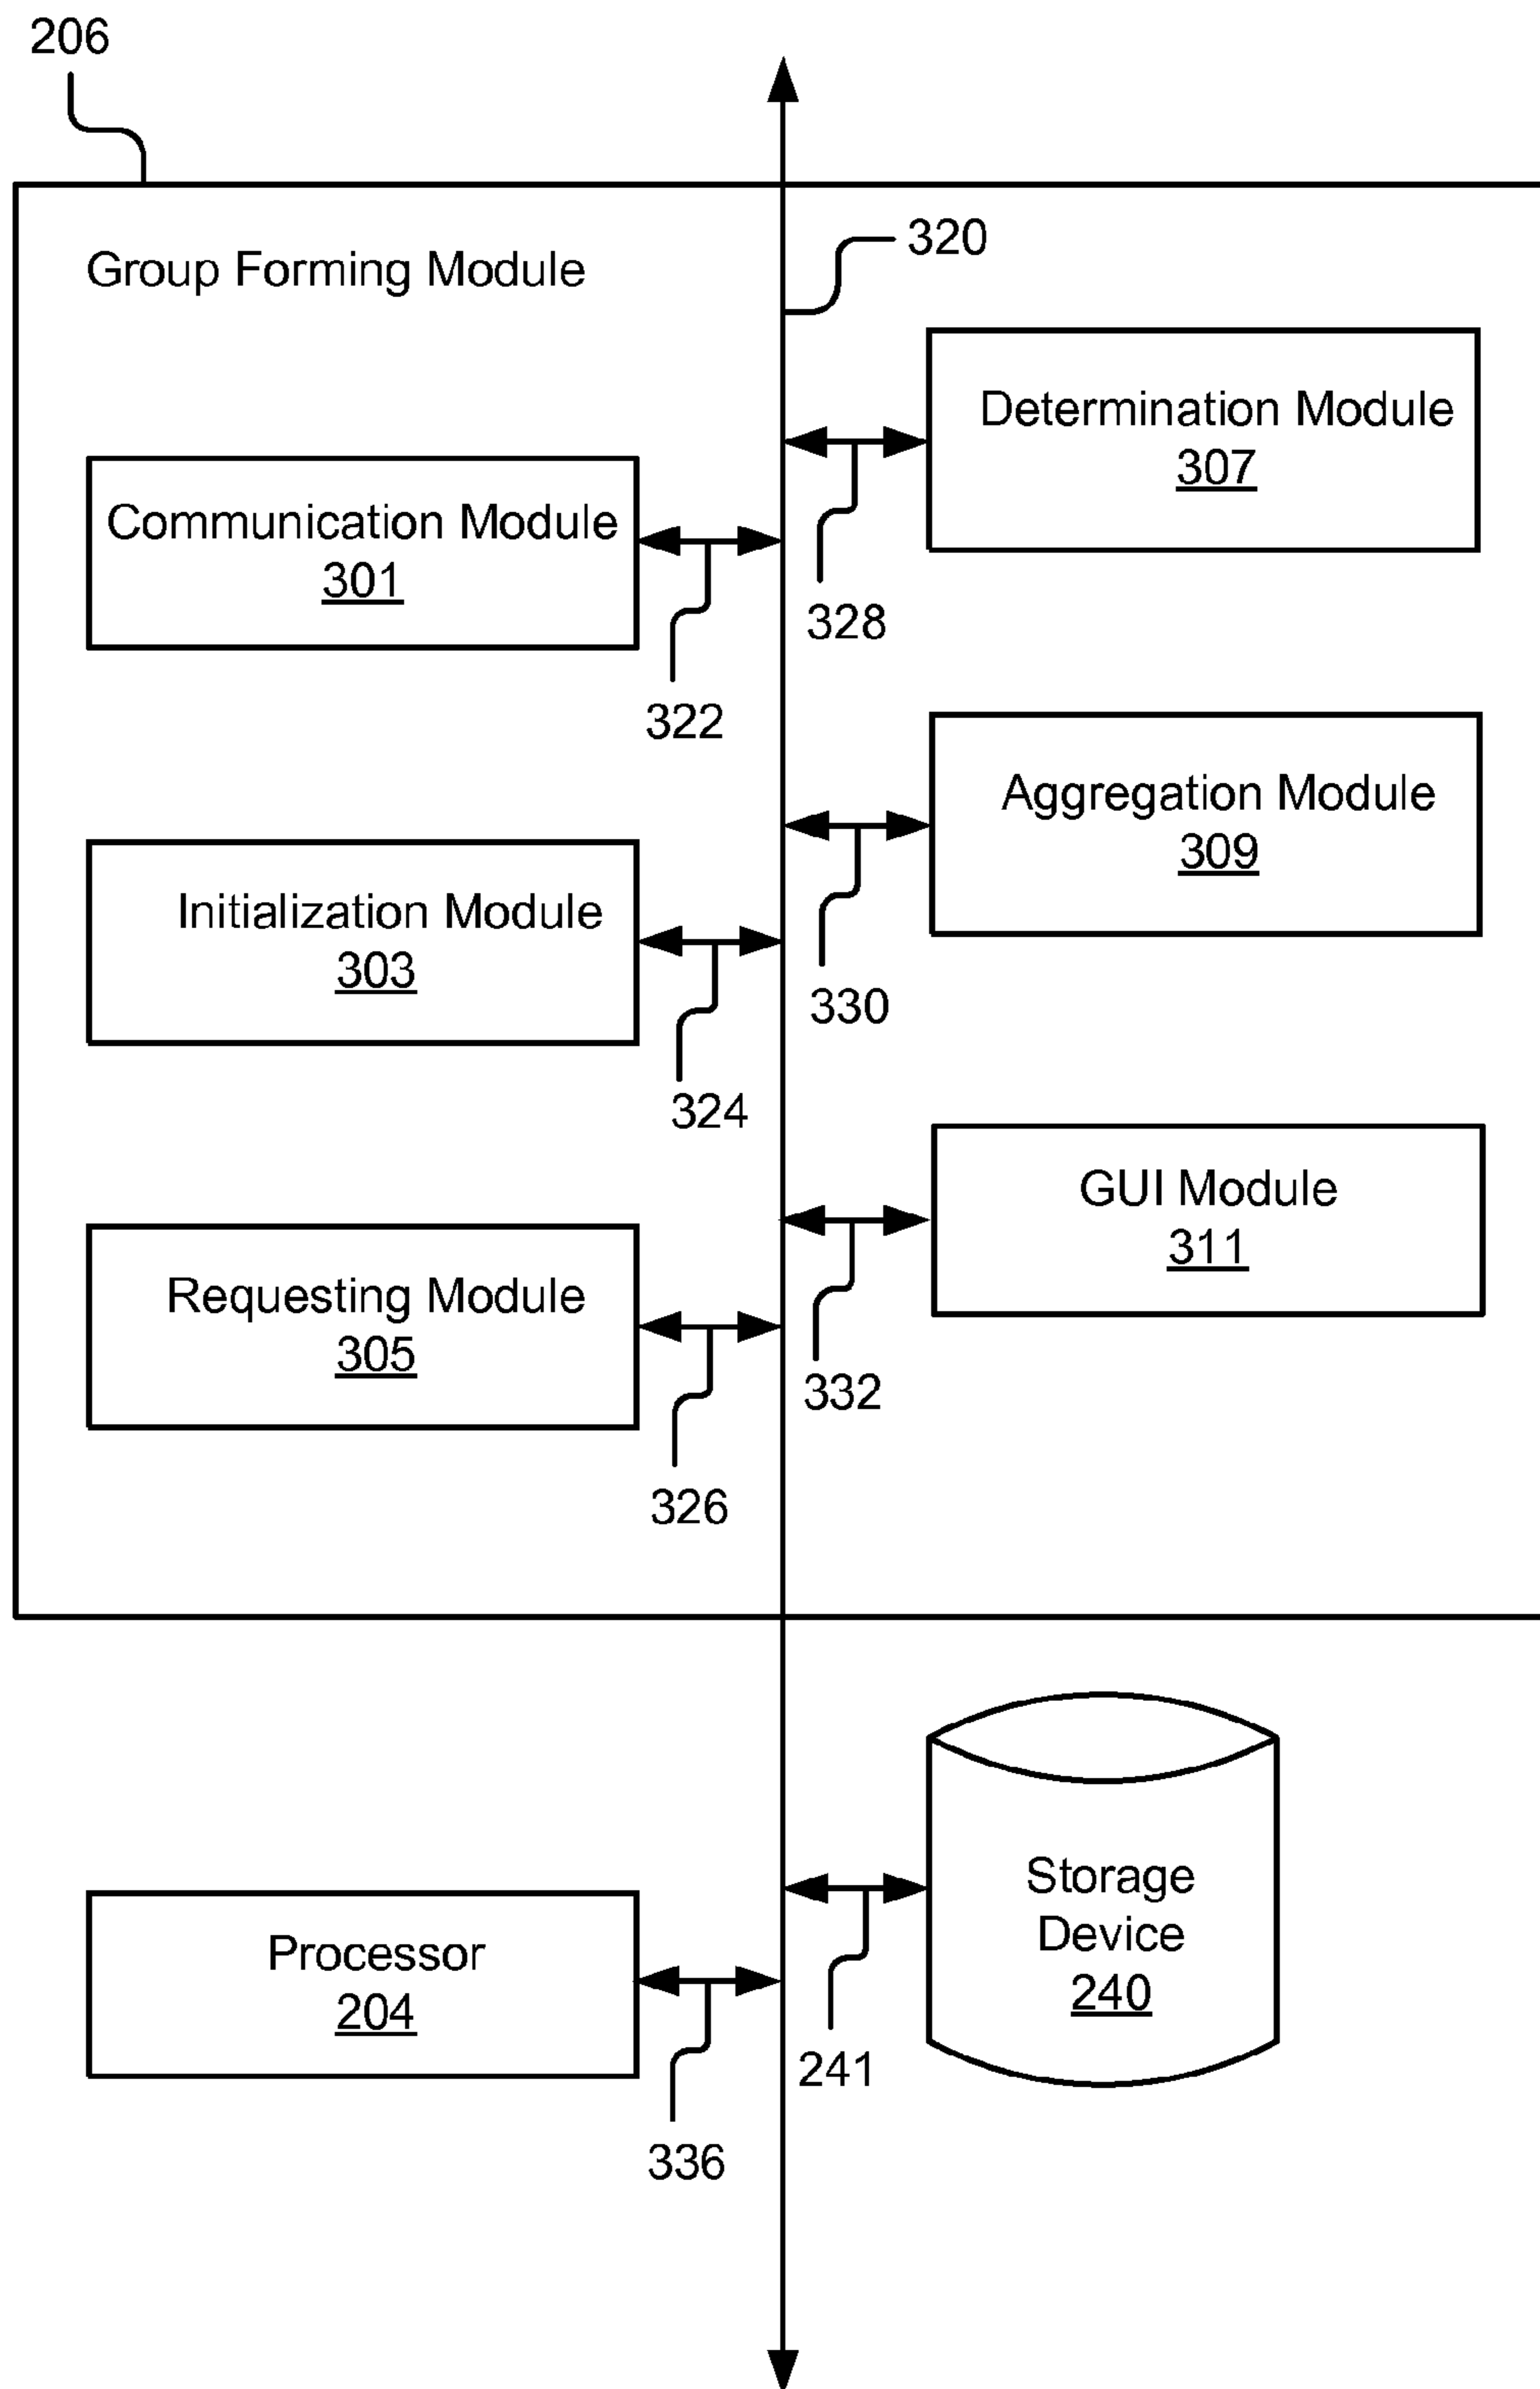 206
320
Group Forming Module
Determination Module
307
Communication Module
301
328
322
Aggregation Module
309
Initialization Module
303
330
324
GUI Module
311
Requesting Module
305
332
326
Storage
Device
240
Processor
204
241
336